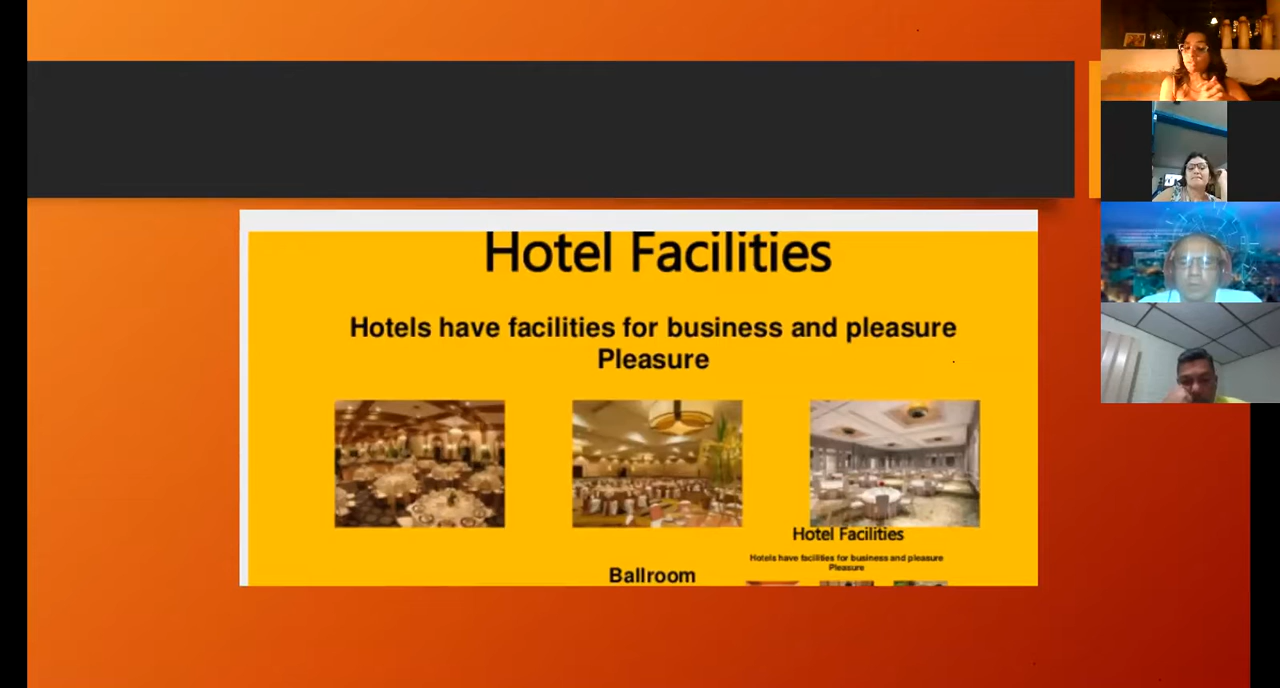 Hotel Facilities
Hotels have facilities for business and pleasure
Pleasure
Ballroom
Hotel Facilities
Hotels have facilities for business and pleasure
Pleasure